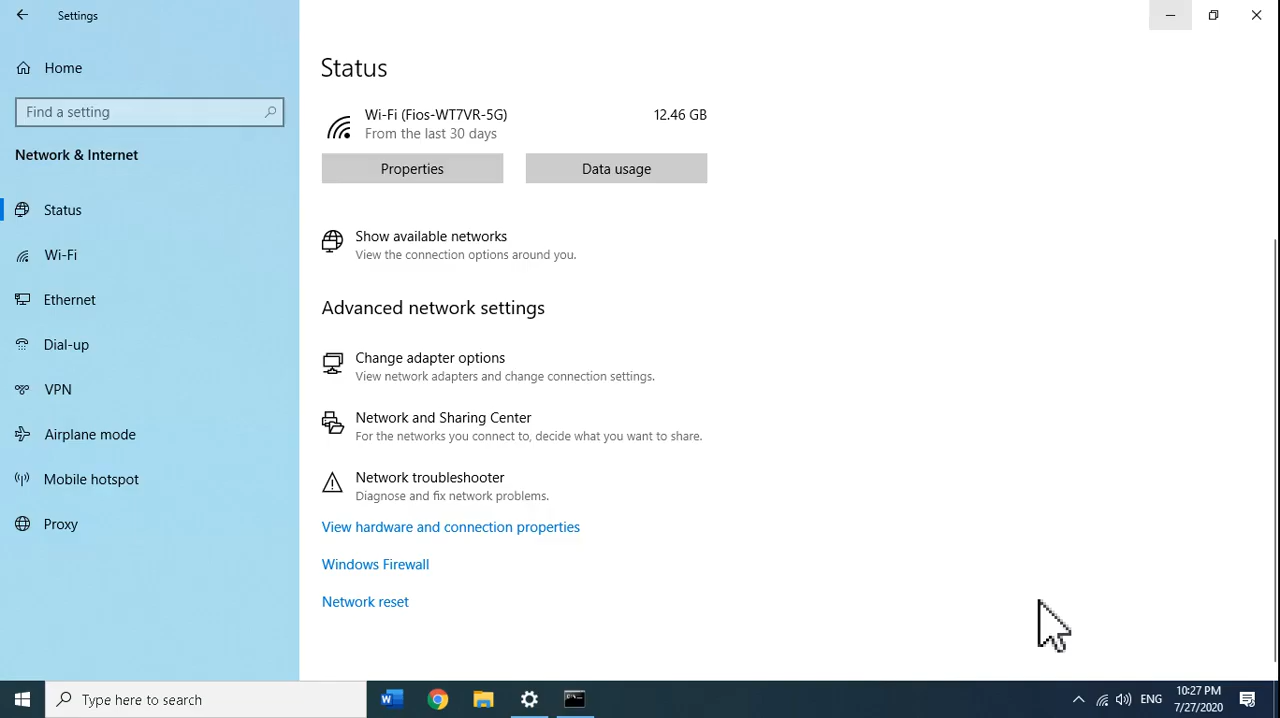 Settings
Home
Find a setting
Network & Internet
Status
Wi-Fi
Ethernet
Dial-up
VPN
Airplane mode
Mobile hotspot
Proxy
Status
Wi-Fi (Fios-WT7VR-5G) 12.46 GB
From the last 30 days
Properties Data usage
Show available networks
View the connection options around you.
Advanced network settings
Change adapter options
View network adapters and change connection settings.
Network and Sharing Center
For the networks you connect to, decide what you want to share.
Network troubleshooter
Diagnose and fix network problems.
View hardware and connection properties
Windows Firewall
Network reset
Type here to search
ENG
10:27 PM
7/27/2020